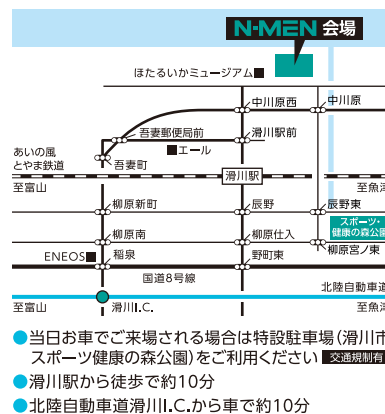 N-MEN 会場
ほたるいかミュージアム■
中川原西
中川原
吾妻郵便局前
滑川駅前
■エール
あいの風
とやま鉄道
吾妻町
滑川駅
至富山
至魚津
柳原新町
辰野
辰野東
スポーツ・
健康の森公園
柳原南
柳原仕入
柳原宮ノ東
ENEOS■
稲泉
野町東
国道8号線
北陸自動車道
至富山
滑川I.C.
至魚津
●当日お車でご来場される場合は特設駐車場(滑川市
スポーツ健康の森公園)をご利用ください 交通規制有
●滑川駅から徒歩で約10分
●北陸自動車道滑川I.C.から車で約10分